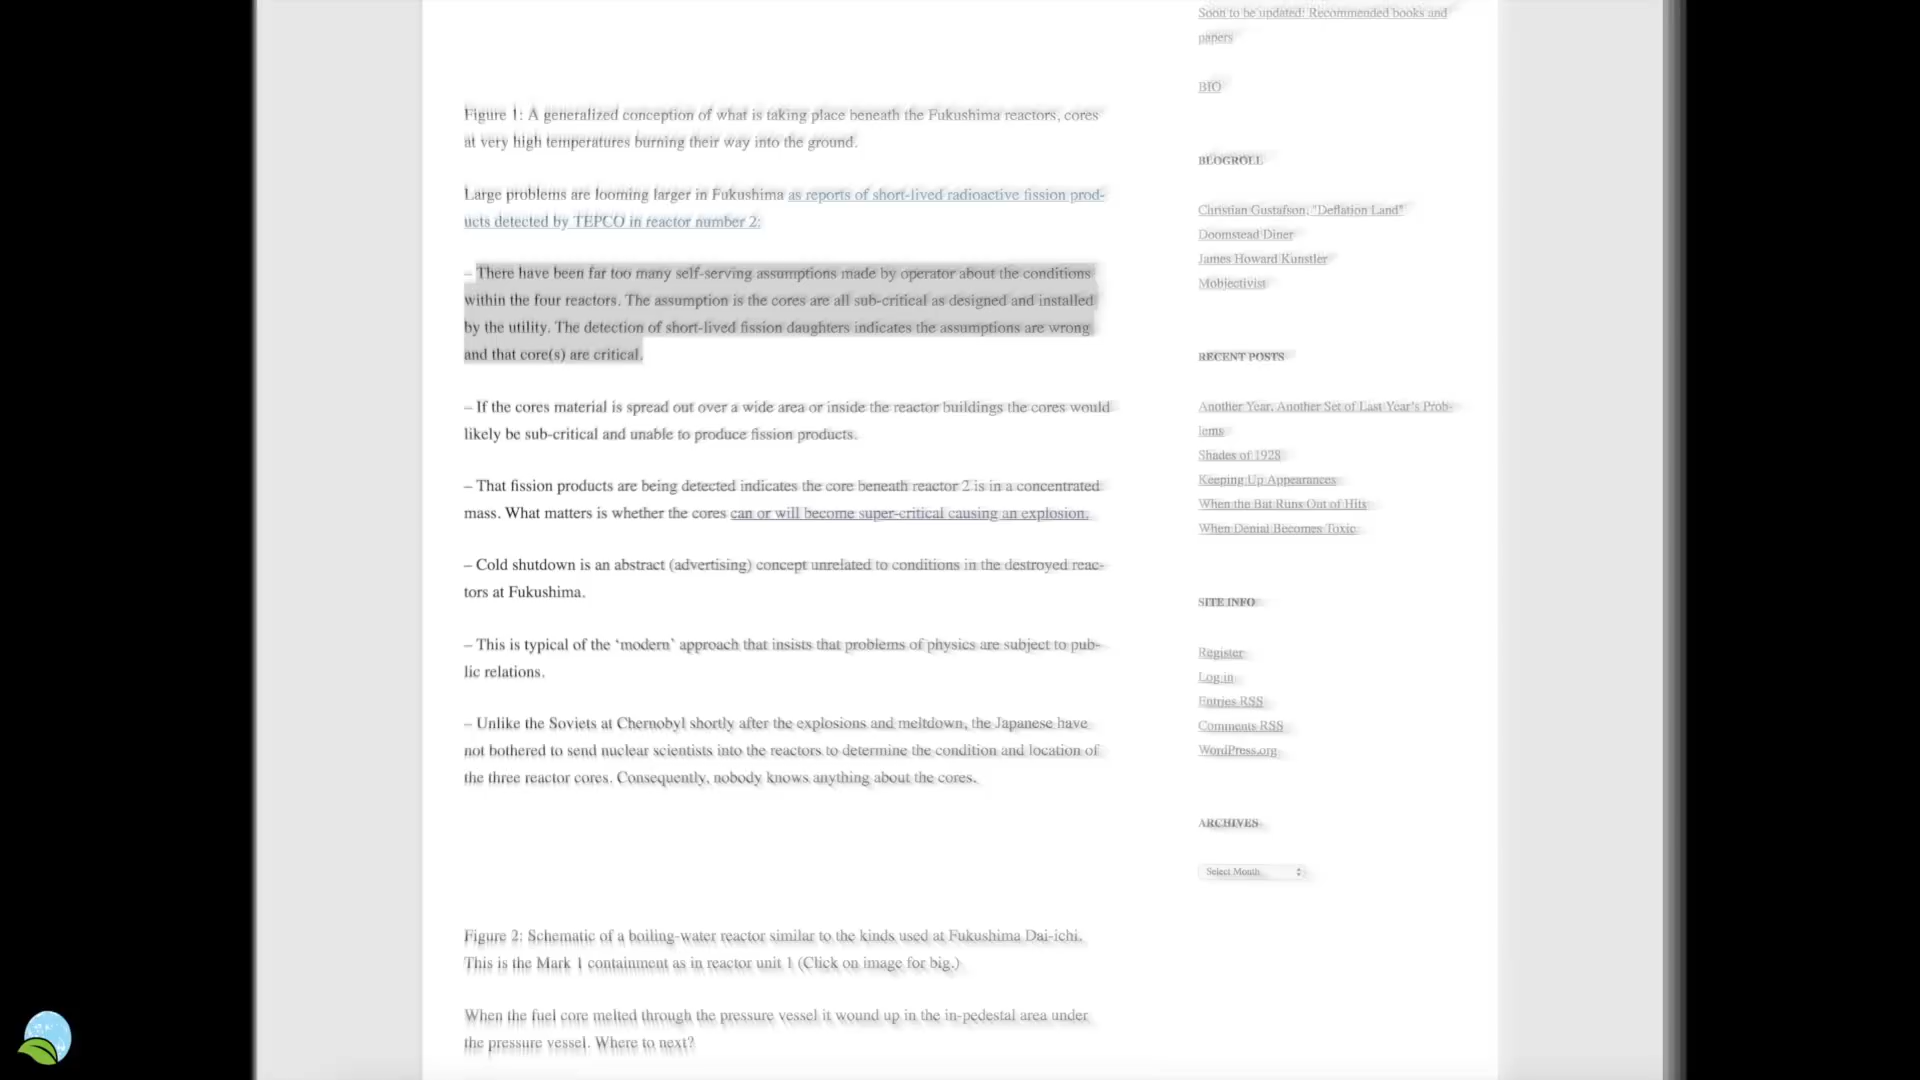 Soon to be updated: Recommended books and
papers
BIO
Figure 1: A generalized conception of what is taking place beneath the Fukushima reactors, cores
at very high temperatures burning their way into the ground.
BLOGROLL
Large problems are looming larger in Fukushima as reports of short-lived radioactive fission prod-
ucts detected by TEPCO in reactor number 2:
Christian Gustafson, "Deflation Land"
Doomstead Diner
James Howard Kunstler
Mobjectivist
– There have been far too many self-serving assumptions made by operator about the conditions
within the four reactors. The assumption is the cores are all sub-critical as designed and installed
by the utility. The detection of short-lived fission daughters indicates the assumptions are wrong
and that core(s) are critical.
RECENT POSTS
– If the cores material is spread out over a wide area or inside the reactor buildings the cores would
likely be sub-critical and unable to produce fission products.
Another Year, Another Set of Last Year's Prob-
lems
Shades of 1928
Keeping Up Appearances
When the Bat Runs Out of Hits
When Denial Becomes Toxic
– That fission products are being detected indicates the core beneath reactor 2 is in a concentrated
mass. What matters is whether the cores can or will become super-critical causing an explosion.
– Cold shutdown is an abstract (advertising) concept unrelated to conditions in the destroyed reac-
tors at Fukushima.
SITE INFO
– This is typical of the ‘modern’ approach that insists that problems of physics are subject to pub-
lic relations.
Register
Log in
Entries RSS
Comments RSS
WordPress.org
– Unlike the Soviets at Chernobyl shortly after the explosions and meltdown, the Japanese have
not bothered to send nuclear scientists into the reactors to determine the condition and location of
the three reactor cores. Consequently, nobody knows anything about the cores.
ARCHIVES
Select Month
Figure 2: Schematic of a boiling-water reactor similar to the kinds used at Fukushima Dai-ichi.
This is the Mark 1 containment as in reactor unit 1 (Click on image for big.)
When the fuel core melted through the pressure vessel it wound up in the in-pedestal area under
the pressure vessel. Where to next?